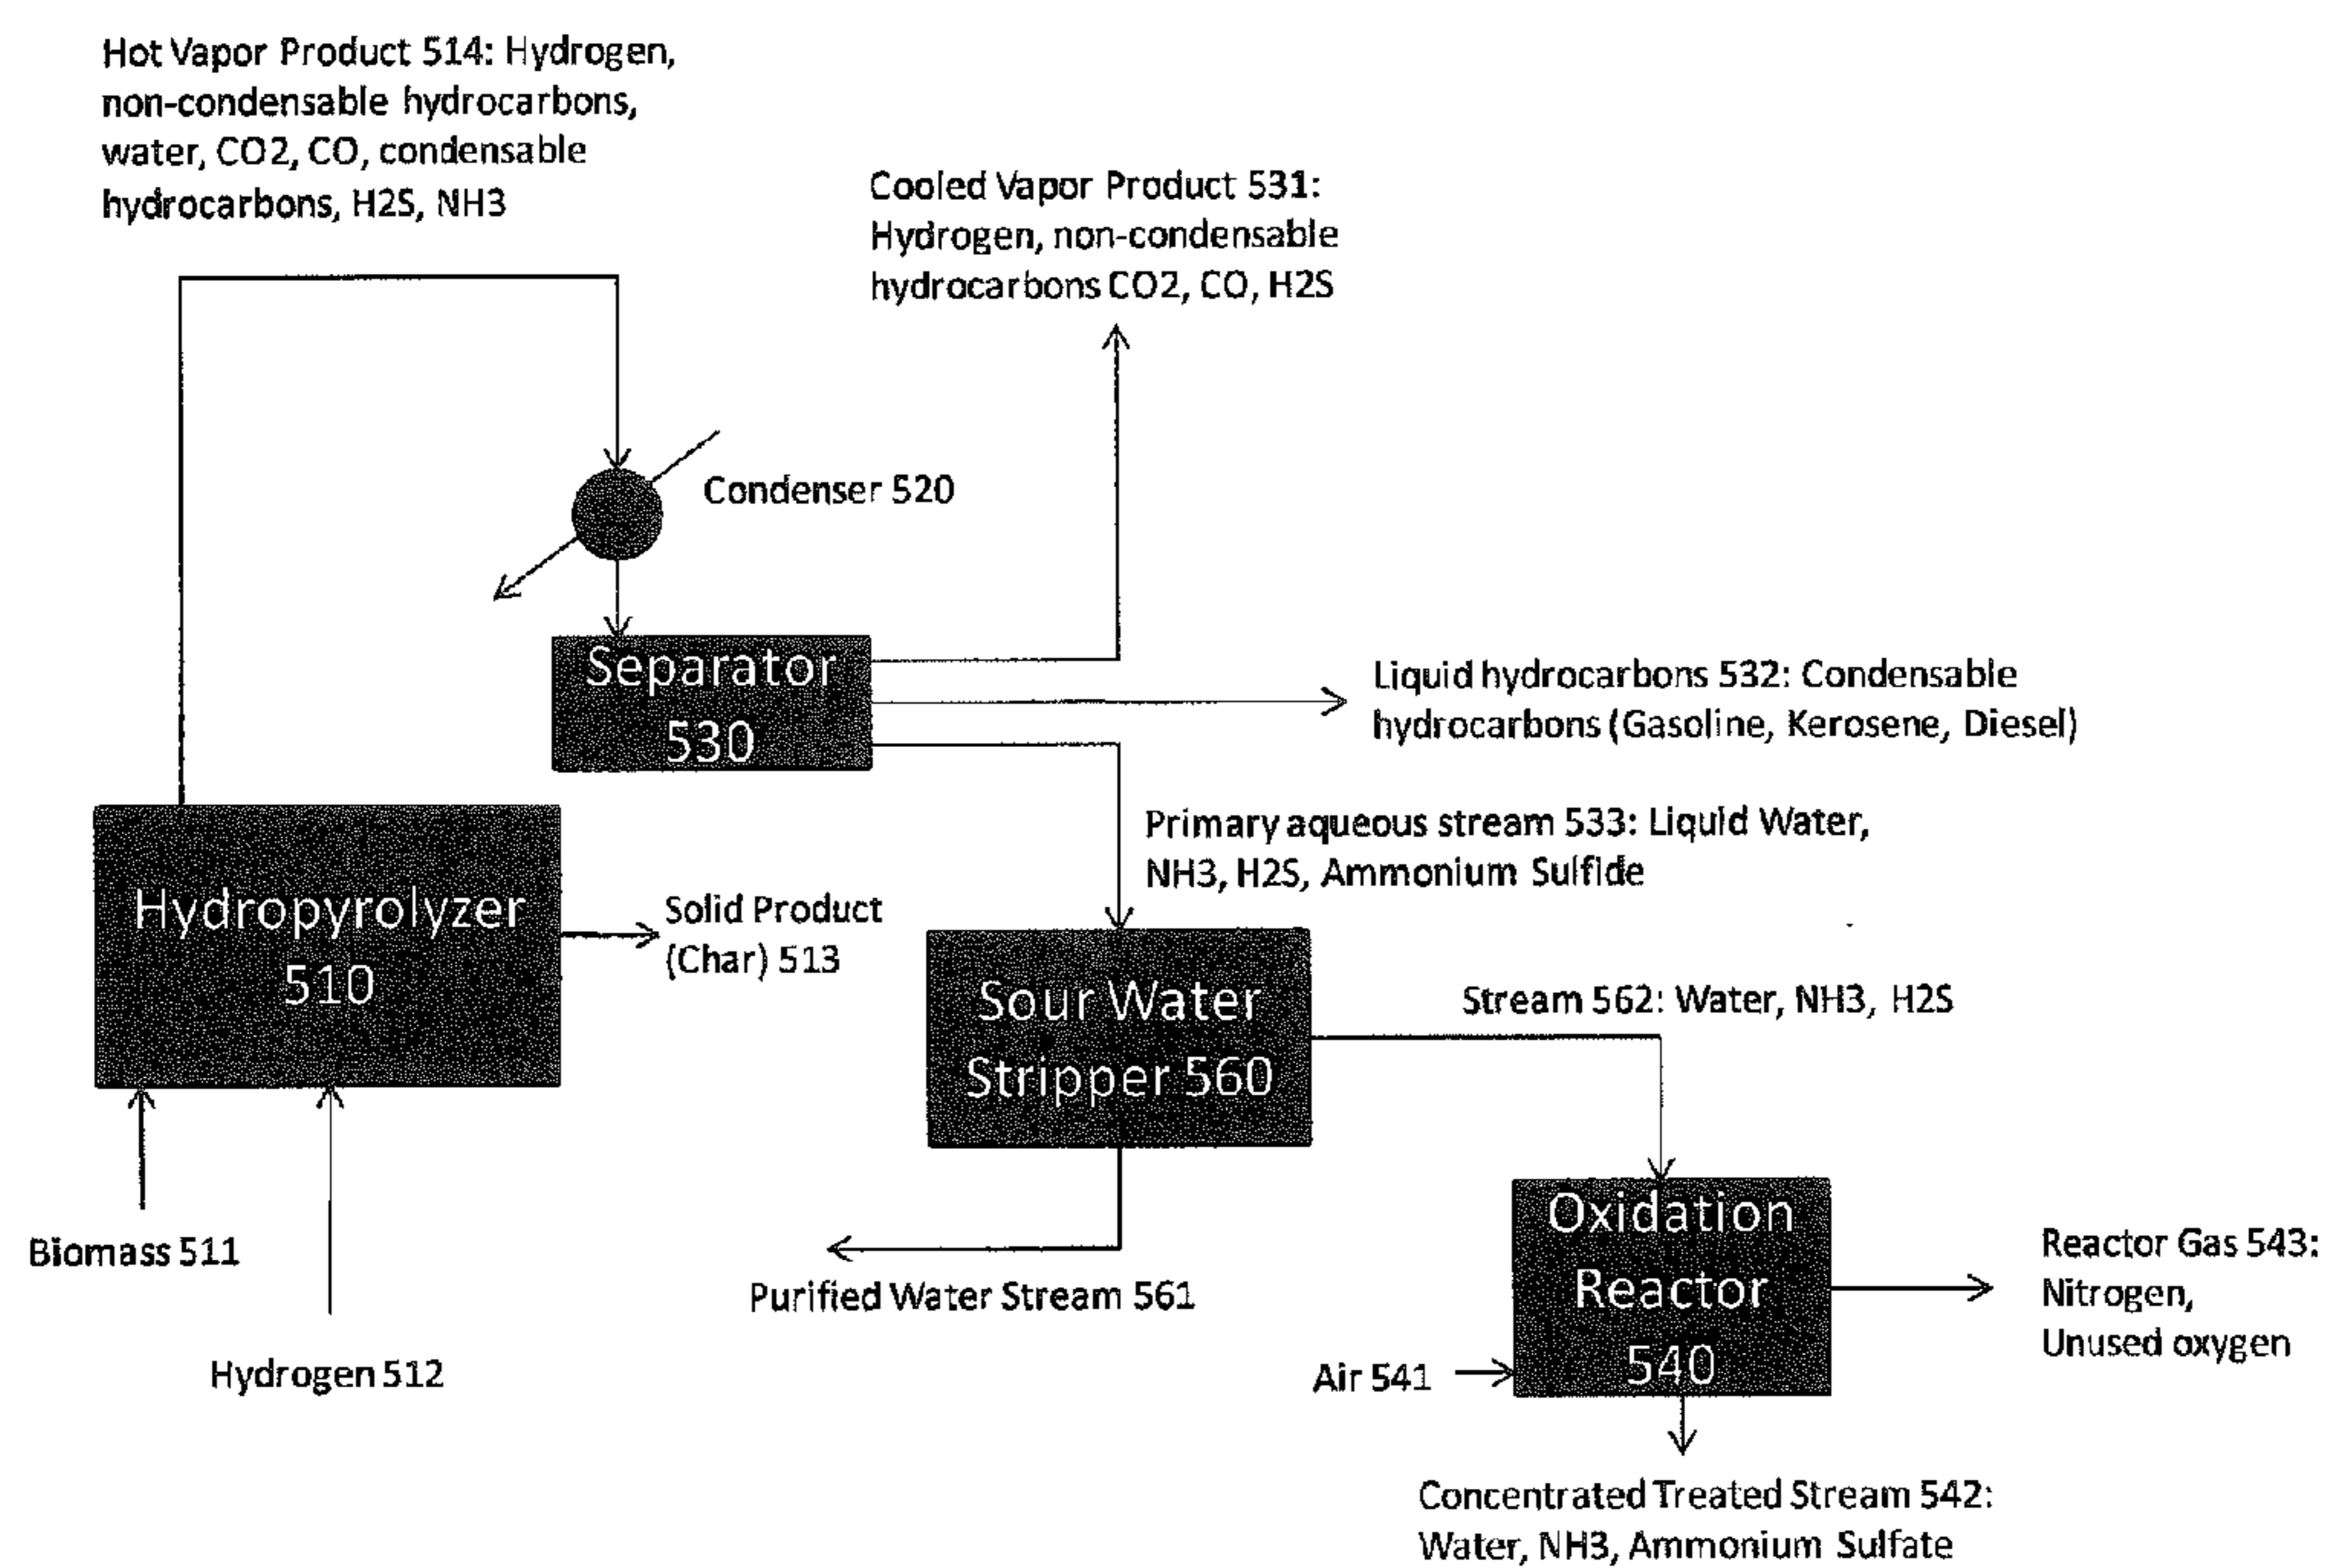 Hot Vapor Product 514: Hydrogen,
non-condensable hydrocarbons,
water, CO2, CO, condensable
hydrocarbons, H2S, NH3
Cooled Vapor Product 531:
Hydrogen, non-condensable
hydrocarbons CO2, CO, H2S
Condenser 520
Separator
530
Liquid hydrocarbons 532: Condensable
hydrocarbons (Gasoline, Kerosene, Diesel)
Primary aqueous stream 533: Liquid Water,
NH3, H2S, Ammonium Sulfide
Hydropyrolyzer
510
Solid Product
(Char) 513
Sour Water
Stripper 560
Stream 562: Water, NH3, H2S
Biomass 511
Hydrogen 512
Purified Water Stream 561
Oxidation
Reactor
540
Air 541
Reactor Gas 543:
Nitrogen,
Unused oxygen
Concentrated Treated Stream 542:
Water, NH3, Ammonium Sulfate